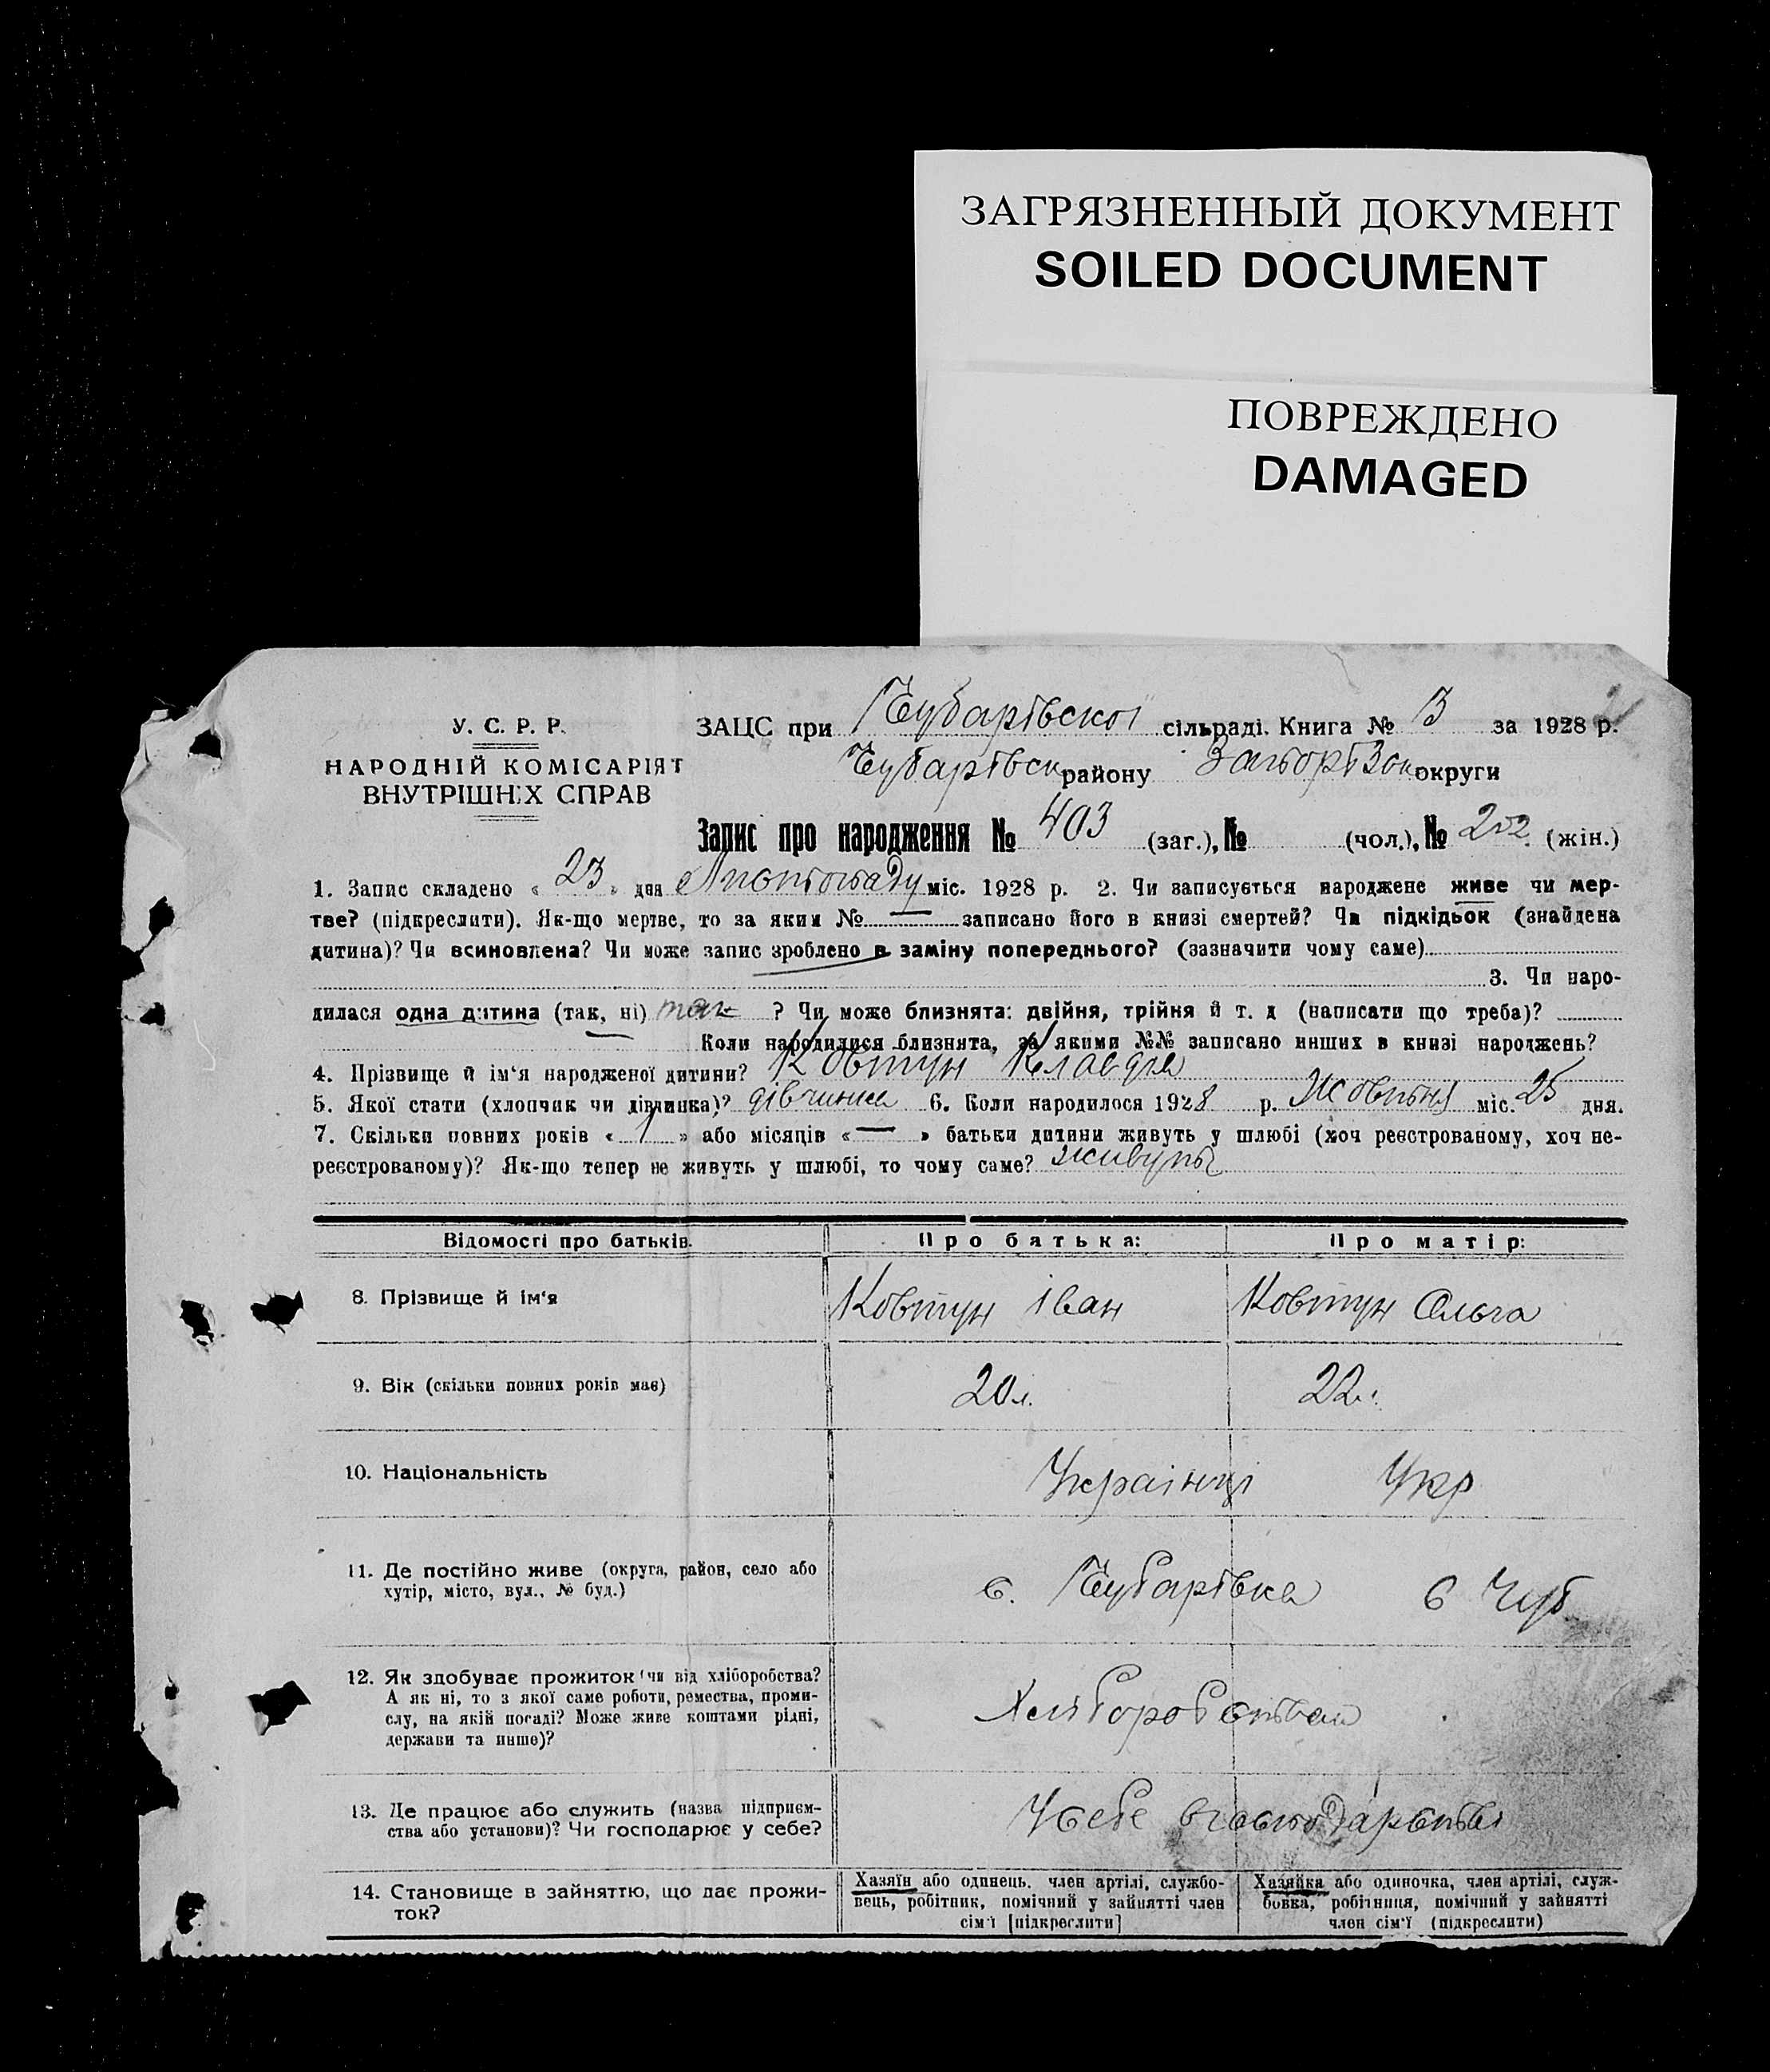 ЗАГРЯЗНЕННЫЙ ДОКУМЕНТ
SOILED DOCUMENT
ПОВРЕЖДЕНО
DAMAGED
У. С. Р. Р.
НАРОДНІЙ КОМІСАРІЯТ
ВНУТРІШНІХ СПРАВ
ЗАЦС при Чубарівскої сільраді. Книга № 3 за 1928 р.
Чубарівск району Запорізок округи
Запис про народження № 403 (заг.), № (чол.), № 202 (жін.)
1. Запис складено « 23 » дня Листопаду міс. 1928 р. 2. Чи записується народжене живе чи мер-
тве? (підкреслити). Як-що мертве, то за яким № — записано його в книзі смертей? Чи підкідьок (знайдена
дитина)? Чи всиновлена? Чи може запис зроблено в заміну попереднього? (зазначити чому саме)
3. Чи наро-
дилася одна дитина (так, ні) так ? Чи може близнята: двійня, трійня й т. д (написати що треба)?
Коли народилися близнята, за якими №№ записано инших в книзі народжень?
4. Прізвище й ім‘я народженої дитини? Ковтун Клавдія
5. Якої статі (хлопчик чи дівчинка)? дівчинка 6. Коли народилося 1928 р. Жовтня міс. 25 дня.
7. Скільки повних років « 1 » або місяців « — » батьки дитини живуть у шлюбі (хоч реєстрованому, хоч не-
реєстрованому)? Як-що тепер не живуть у шлюбі, то чому саме? живуть
Відомості про батьків. Про батька: Про матір:
8. Прізвище й ім‘я Ковтун Іван Ковтун Ольга
9. Вік (скільки повних років має) 20 л. 22 л.
10. Національність Українці Укр
11. Де постійно живе (округа, район, село або
хутір, місто, вул., № буд.)
с. Чубарівка с Чуб
12. Як здобуває прожиток (чи від хліборобства?
А як ні, то з якої саме роботи, ремества, проми-
слу, на якій посаді? Може живе коштами рідні,
держави та инше)?
Хліборобством
13. Де працює або служить (назва підприєм-
ства або установи)? Чи господарює у себе?
У себе в господарстві
14. Становище в зайняттю, що дає прожи-
ток?
Хазяїн або одинець, член артілі, службо-
вець, робітник, помічний у зайнятті член
сім‘ї [підкреслити]
Хазяйка або одиночка, член артілі, служ-
бовка, робітниця, помічний у зайнятті
член сім‘ї (підкреслити)